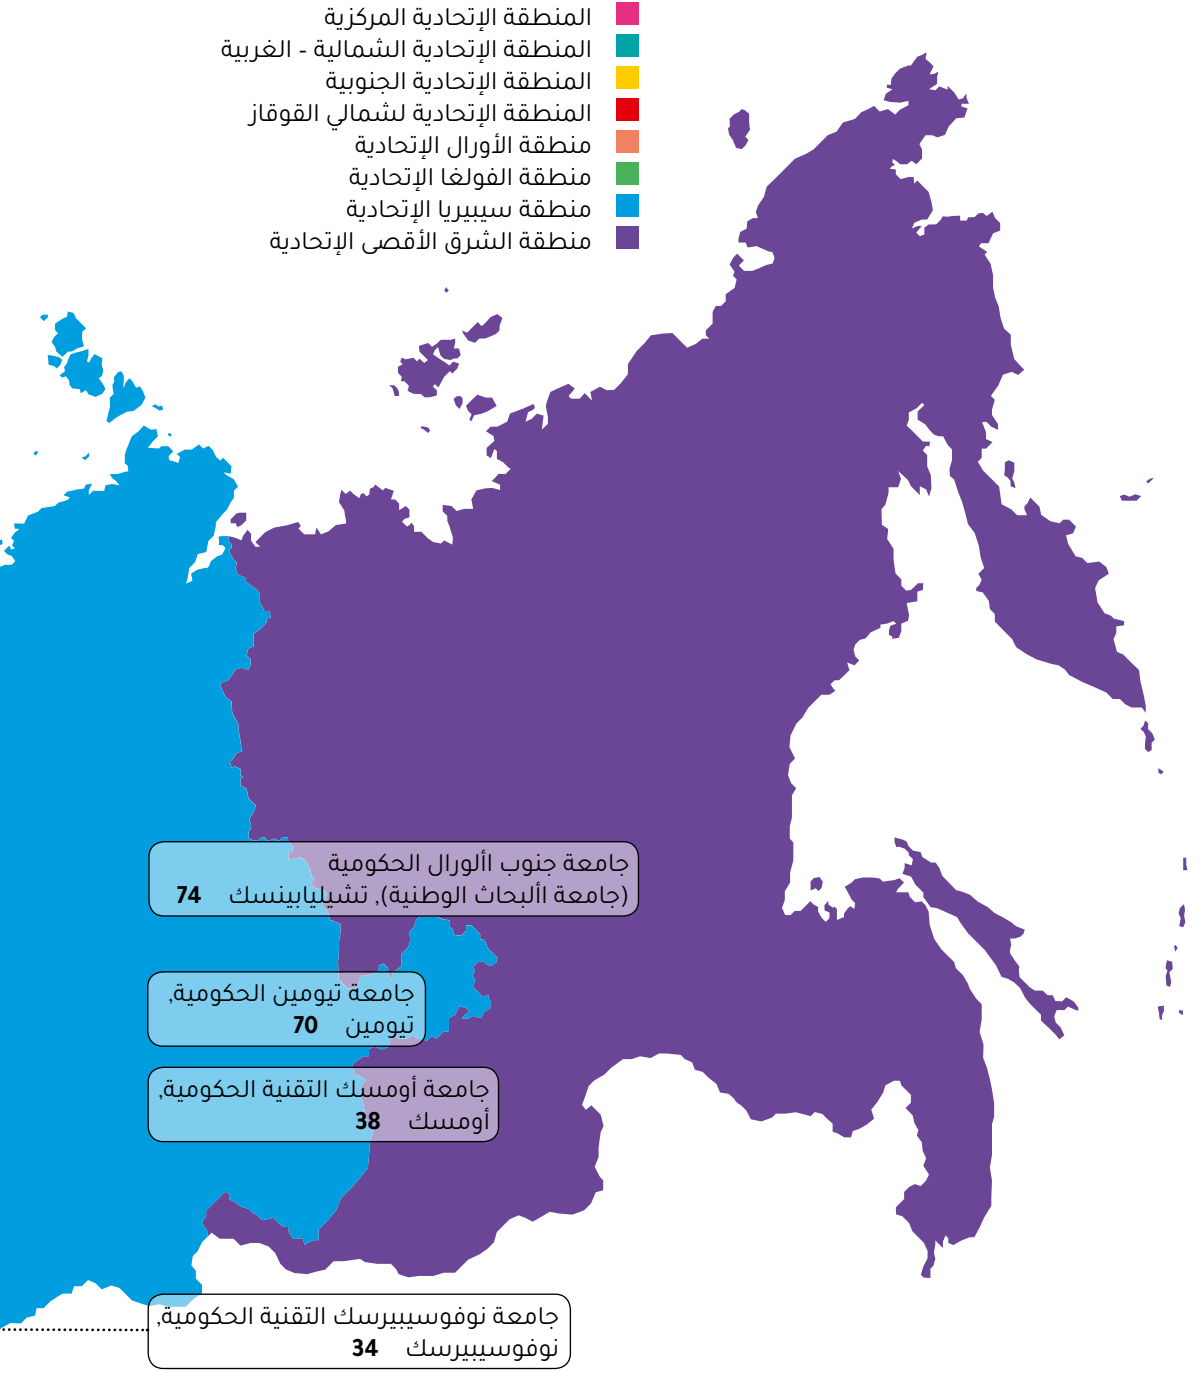 المنطقة الإتحادية المركزية
المنطقة الإتحادية الشمالية - الغربية
المنطقة الإتحادية الجنوبية
المنطقة الإتحادية لشمالي القوقاز
منطقة الأورال الإتحادية
منطقة الفولغا الإتحادية
منطقة سيبيريا الإتحادية
منطقة الشرق الأقصى الإتحادية
جامعة جنوب األورال الحكومية
(جامعة األبحاث الوطنية), تشيليابينسك 74
جامعة تيومين الحكومية,
تيومين 70
جامعة أومسك التقنية الحكومية,
أومسك 38
جامعة نوفوسيبيرسك التقنية الحكومية,
نوفوسيبيرسك 34